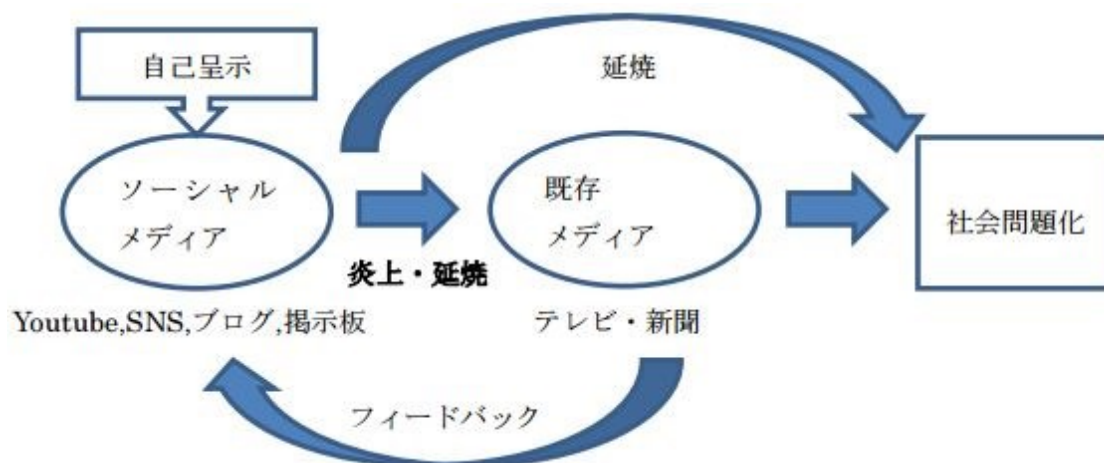 自己呈示
延焼
ソーシャル
メディア
既存
メディア
社会問題化
炎上・延焼
Youtube,SNS,ブログ,掲示板
テレビ・新聞
フィードバック